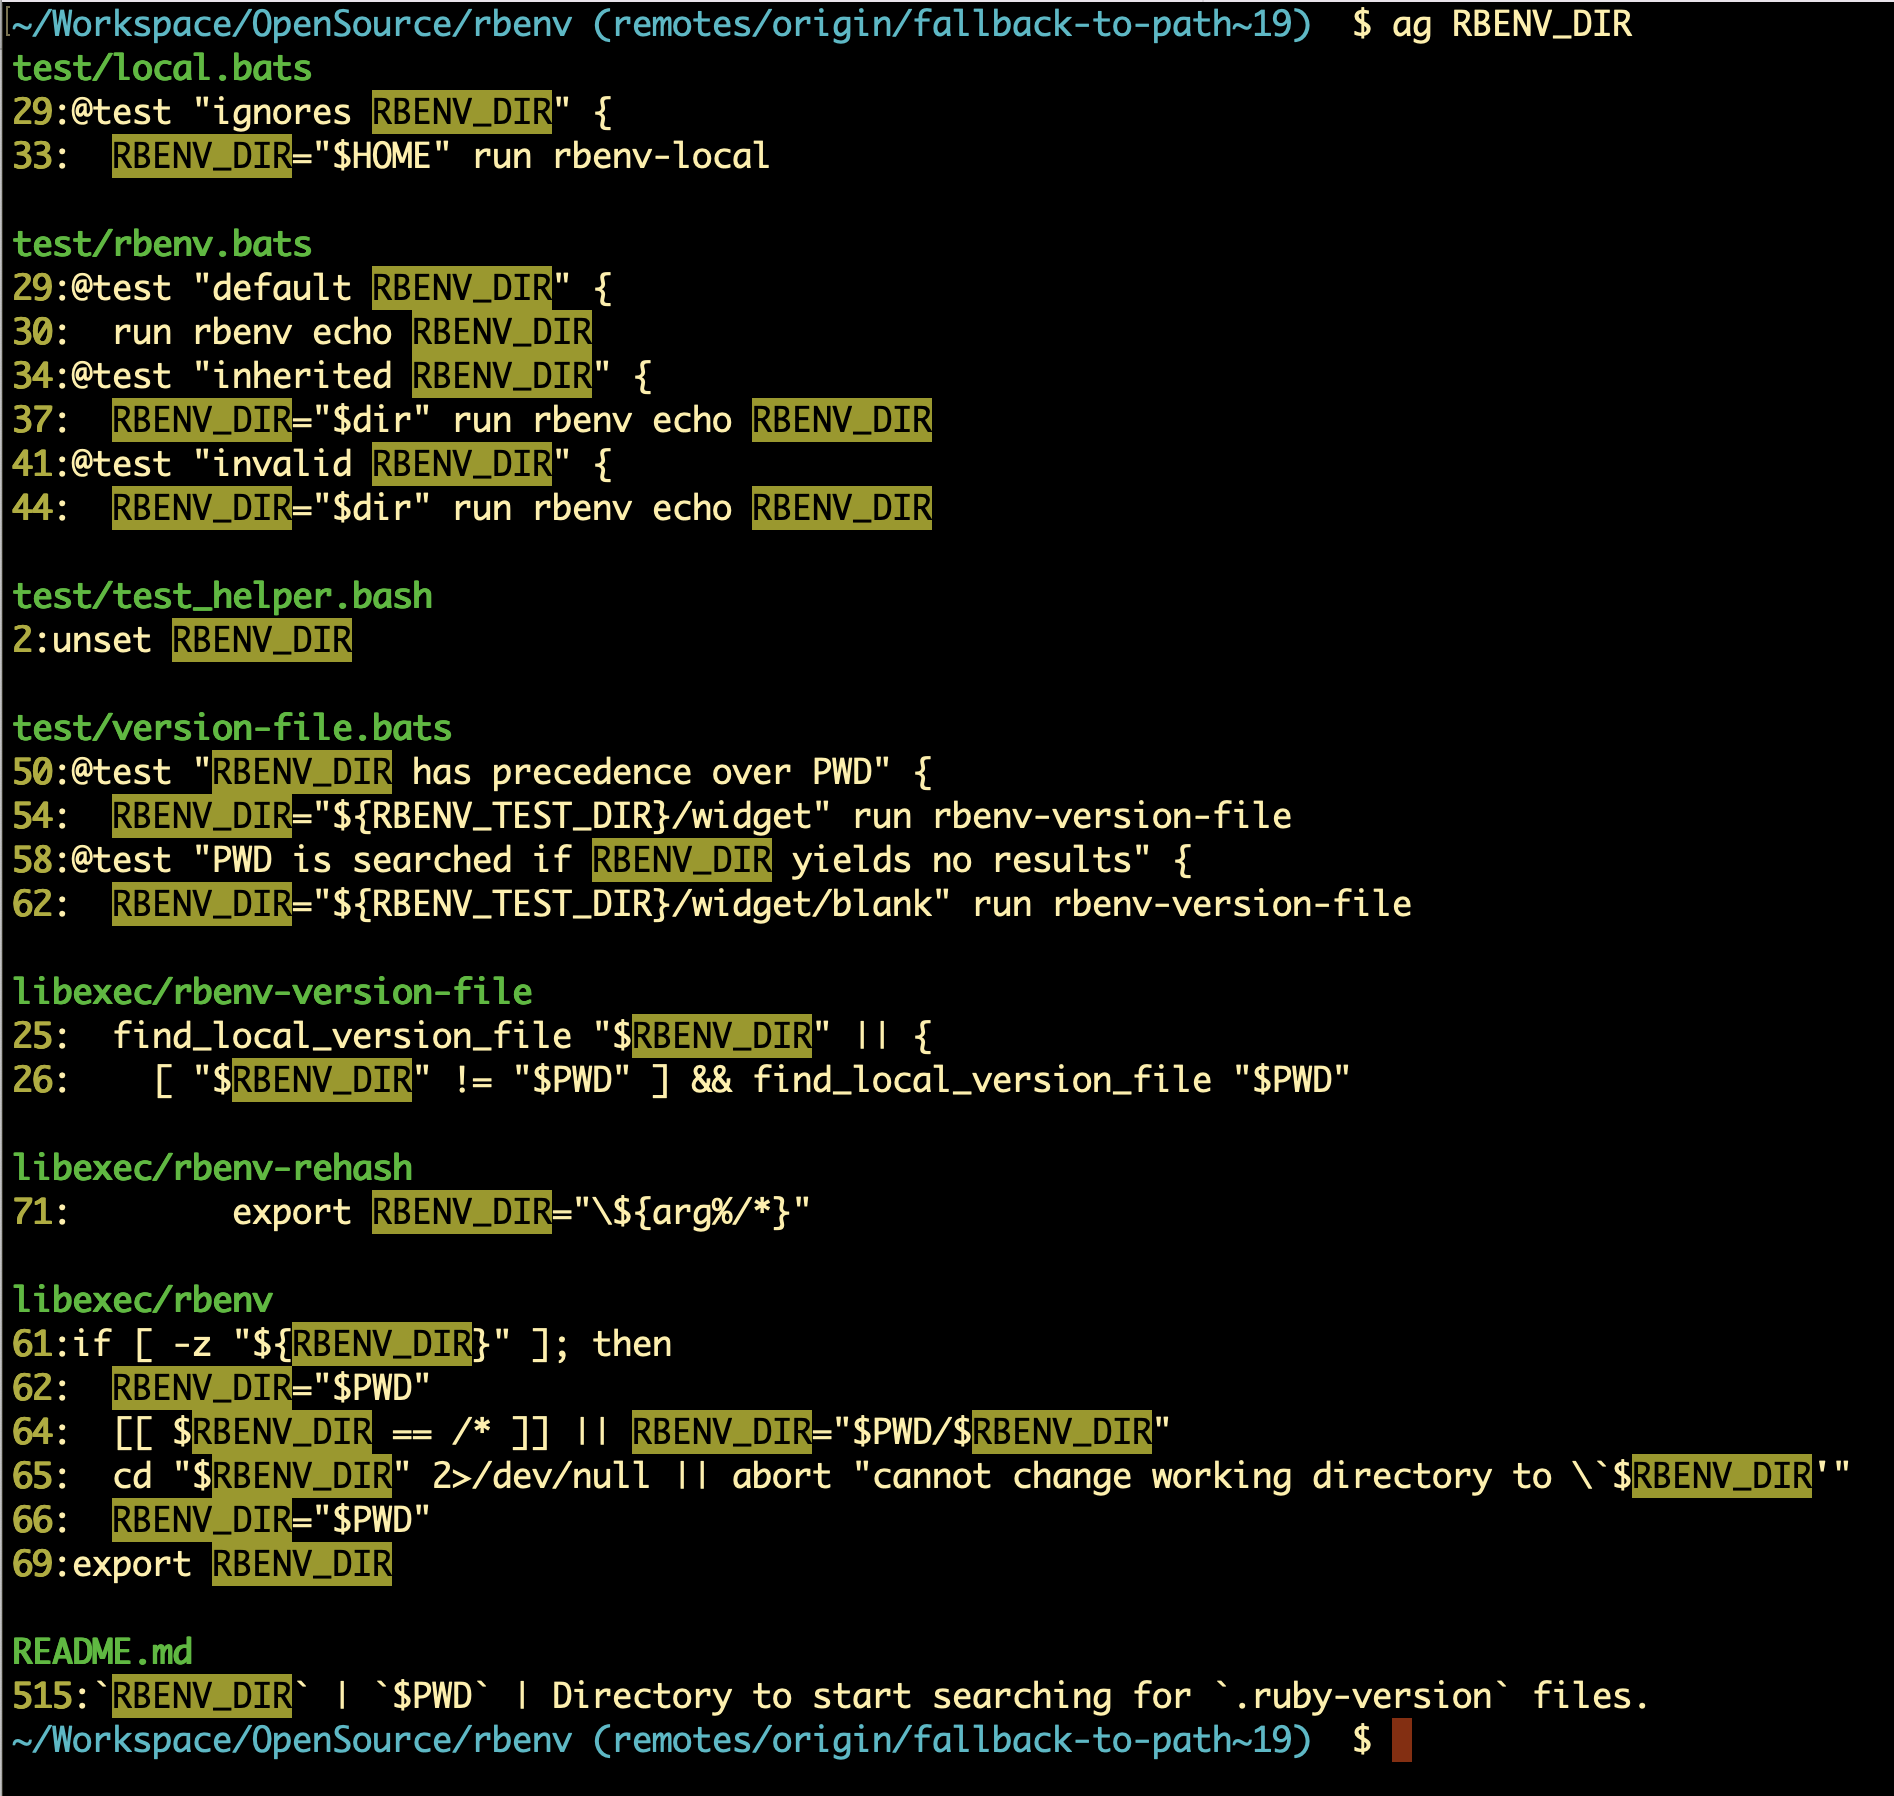 ~/Workspace/OpenSource/rbenv (remotes/origin/fallback-to-path~19)  $ ag RBENV_DIR
test/local.bats
29:@test "ignores RBENV_DIR" {
33:  RBENV_DIR="$HOME" run rbenv-local

test/rbenv.bats
29:@test "default RBENV_DIR" {
30:  run rbenv echo RBENV_DIR
34:@test "inherited RBENV_DIR" {
37:  RBENV_DIR="$dir" run rbenv echo RBENV_DIR
41:@test "invalid RBENV_DIR" {
44:  RBENV_DIR="$dir" run rbenv echo RBENV_DIR

test/test_helper.bash
2:unset RBENV_DIR

test/version-file.bats
50:@test "RBENV_DIR has precedence over PWD" {
54:  RBENV_DIR="${RBENV_TEST_DIR}/widget" run rbenv-version-file
58:@test "PWD is searched if RBENV_DIR yields no results" {
62:  RBENV_DIR="${RBENV_TEST_DIR}/widget/blank" run rbenv-version-file

libexec/rbenv-version-file
25:  find_local_version_file "$RBENV_DIR" || {
26:    [ "$RBENV_DIR" != "$PWD" ] && find_local_version_file "$PWD"

libexec/rbenv-rehash
71:        export RBENV_DIR="\${arg%/*}"

libexec/rbenv
61:if [ -z "${RBENV_DIR}" ]; then
62:  RBENV_DIR="$PWD"
64:  [[ $RBENV_DIR == /* ]] || RBENV_DIR="$PWD/$RBENV_DIR"
65:  cd "$RBENV_DIR" 2>/dev/null || abort "cannot change working directory to \`$RBENV_DIR'"
66:  RBENV_DIR="$PWD"
69:export RBENV_DIR

README.md
515:`RBENV_DIR` | `$PWD` | Directory to start searching for `.ruby-version` files.
~/Workspace/OpenSource/rbenv (remotes/origin/fallback-to-path~19)  $